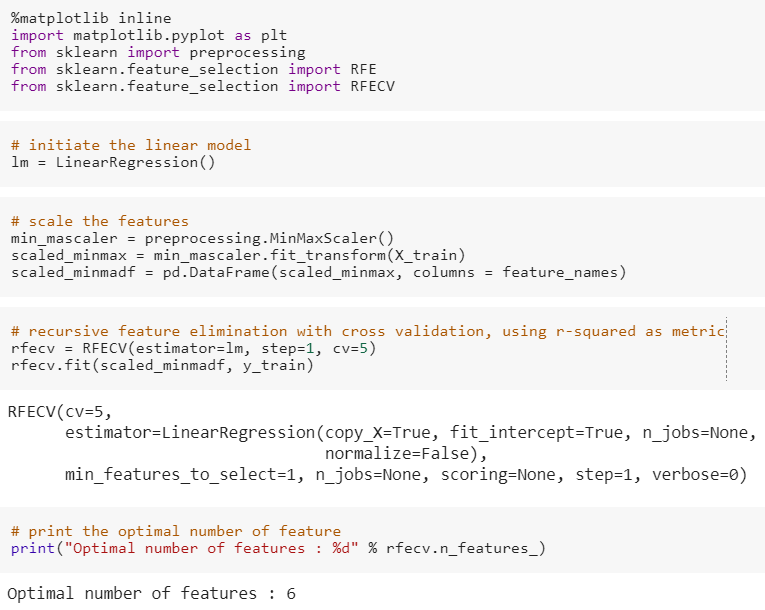 %matplotlib inline
import matplotlib.pyplot as plt
from sklearn import preprocessing
from sklearn.feature_selection import RFE
from sklearn.feature_selection import RFECV
# initiate the linear model
lm = LinearRegression()
# scale the features
min_mascaler = preprocessing.MinMaxScaler()
scaled_minmax = min_mascaler.fit_transform(X_train)
scaled_minmadf = pd.DataFrame(scaled_minmax, columns = feature_names)
# recursive feature elimination with cross validation, using r-squared as metric
rfecv = RFECV(estimator=lm, step=1, cv=5)
rfecv.fit(scaled_minmadf, y_train)
RFECV(cv=5,
      estimator=LinearRegression(copy_X=True, fit_intercept=True, n_jobs=None,
                                 normalize=False),
      min_features_to_select=1, n_jobs=None, scoring=None, step=1, verbose=0)
# print the optimal number of feature
print("Optimal number of features : %d" % rfecv.n_features_)
Optimal number of features : 6